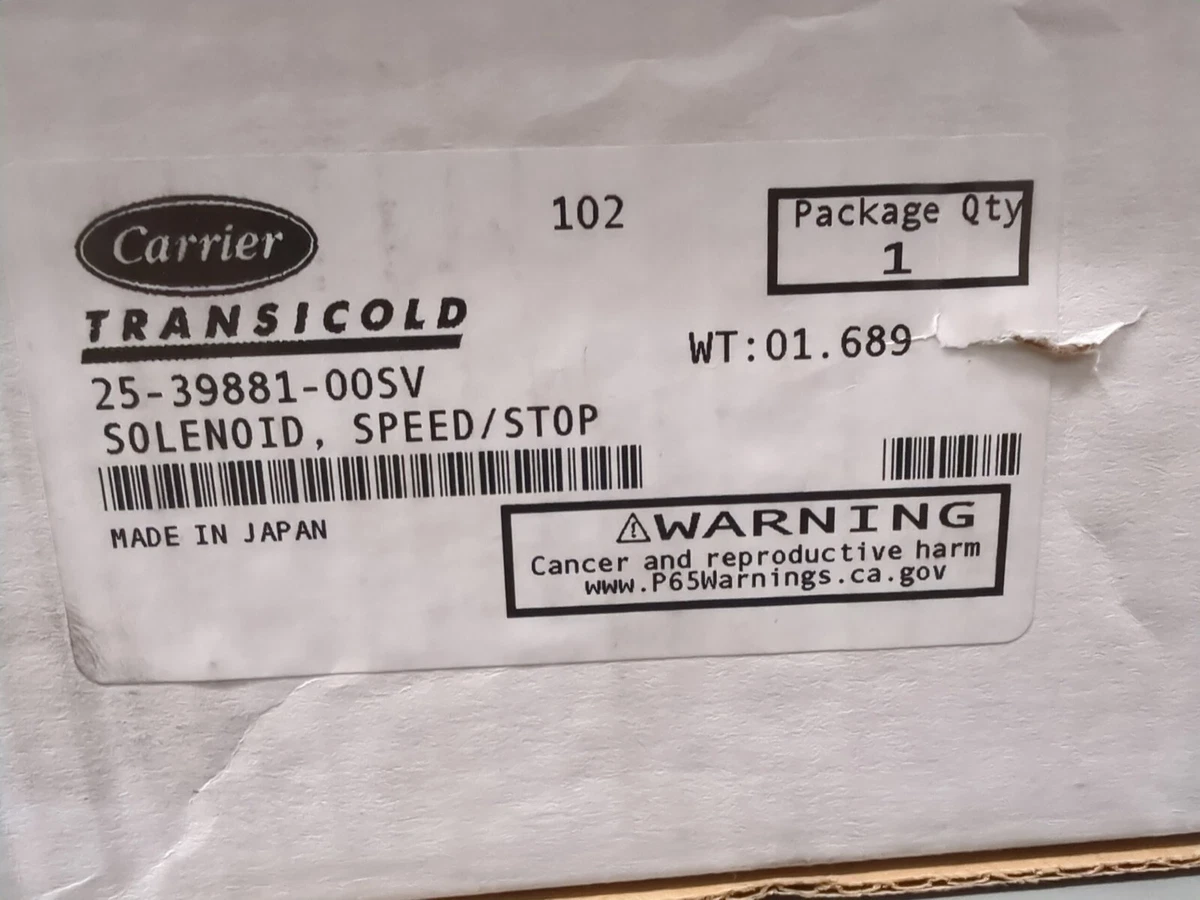 Carrier
TRANSICOLD
102
Package Qty
1
WT:01.689
25-39881-00SV
SOLENOID, SPEED/STOP
MADE IN JAPAN
⚠WARNING
Cancer and reproductive harm
www.P65Warnings.ca.gov